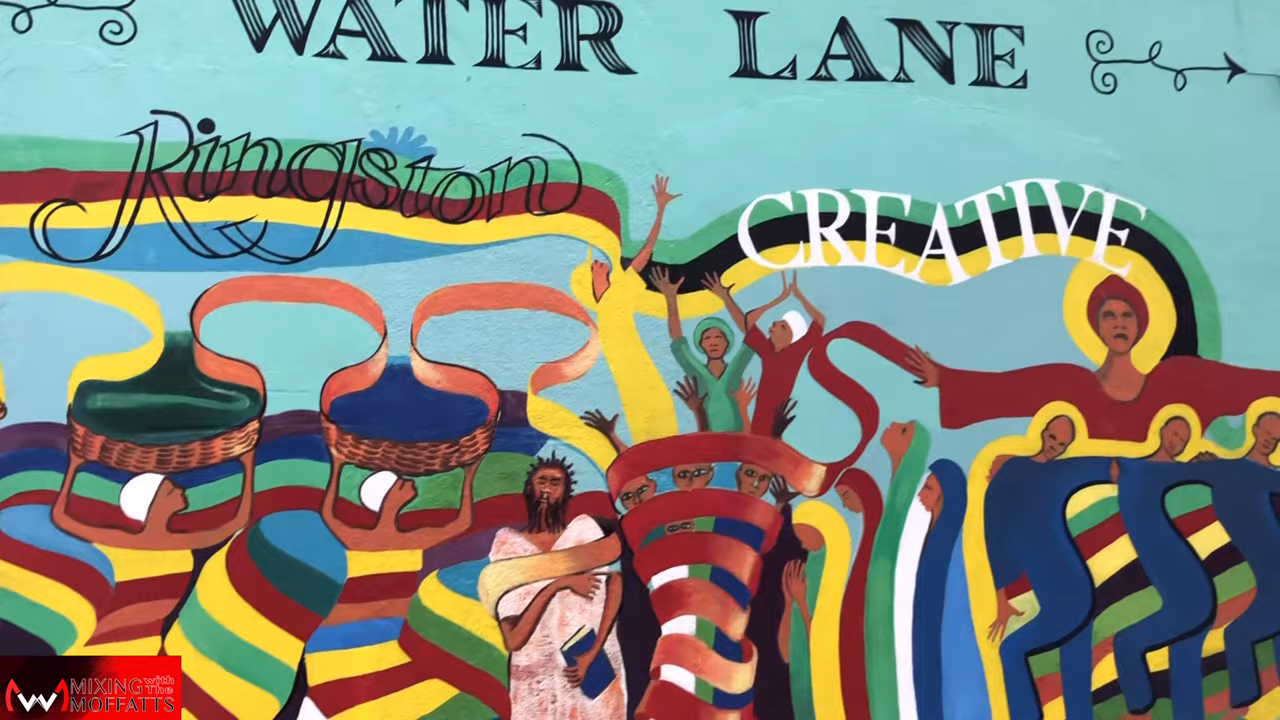 WATER LANE
Kingston
CREATIVE
MIXING with The
MOFFATTS